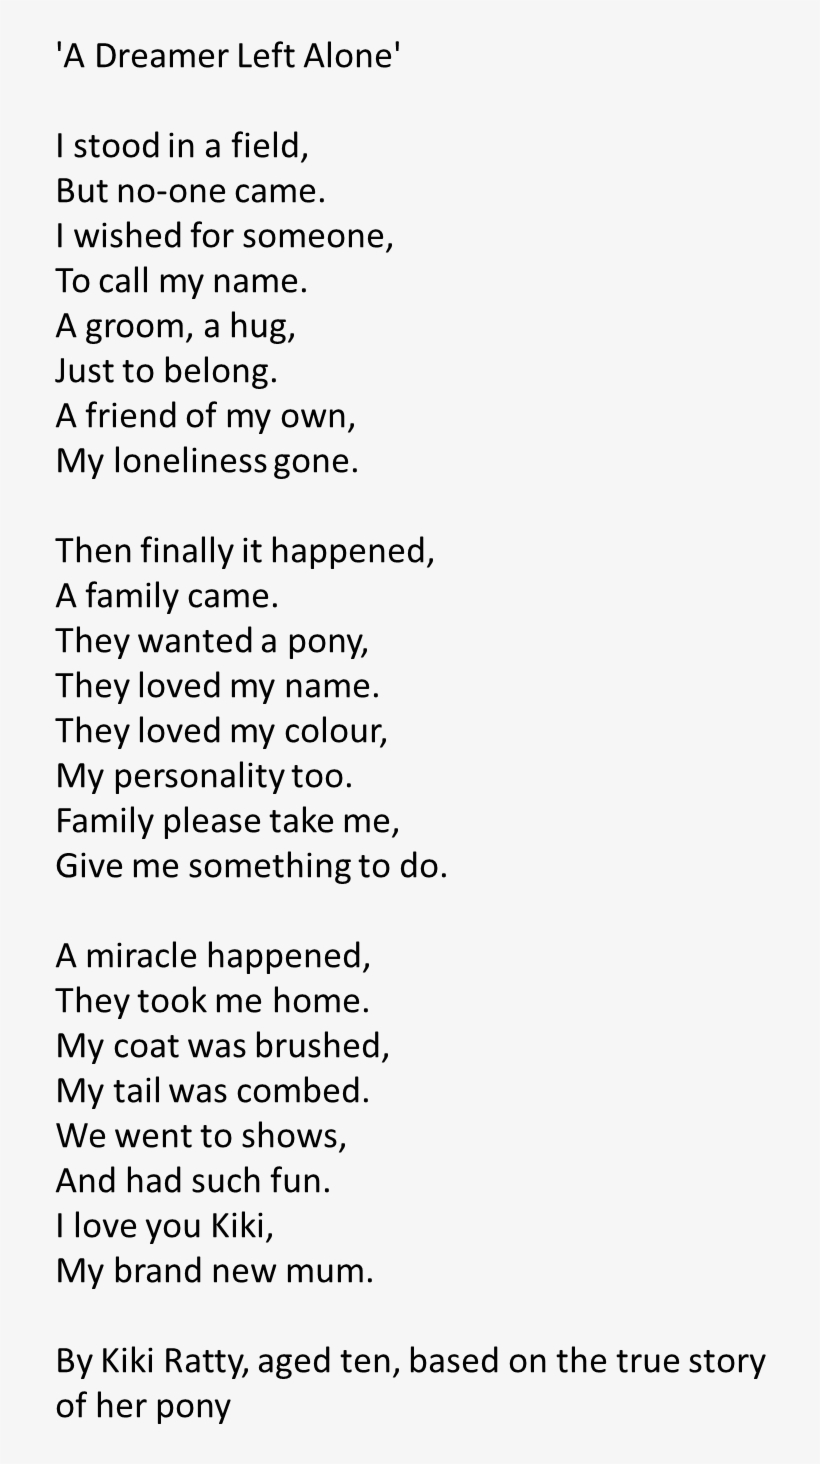 'A Dreamer Left Alone'
I stood in a field,
But no-one came.
I wished for someone,
To call my name.
A groom, a hug,
Just to belong.
A friend of my own,
My loneliness gone.
Then finally it happened,
A family came.
They wanted a pony,
They loved my name.
They loved my colour,
My personality too.
Family please take me,
Give me something to do.
A miracle happened,
They took me home.
My coat was brushed,
My tail was combed.
We went to shows,
And had such fun.
I love you Kiki,
My brand new mum.
By Kiki Ratty, aged ten, based on the true story
of her pony